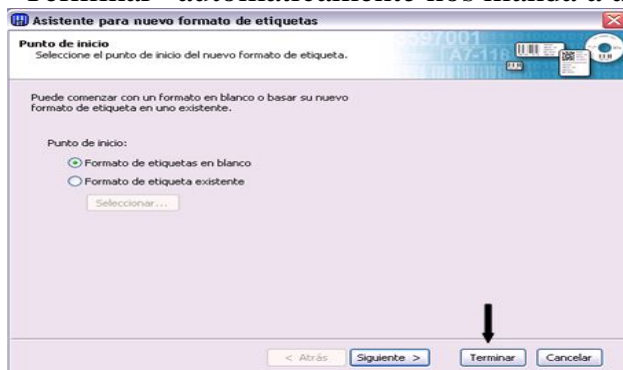 "Terminar" automáticamente nos manda a u
Asistente para nuevo formato de etiquetas
Punto de inicio
Seleccione el punto de inicio del nuevo formato de etiqueta.
A7-118
Puede comenzar con un formato en blanco o basar su nuevo
formato de etiqueta en uno existente.
Punto de inicio:
Formato de etiquetas en blanco
Formato de etiqueta existente
Seleccionar...
< Atrás
Siguiente >
Terminar
Cancelar